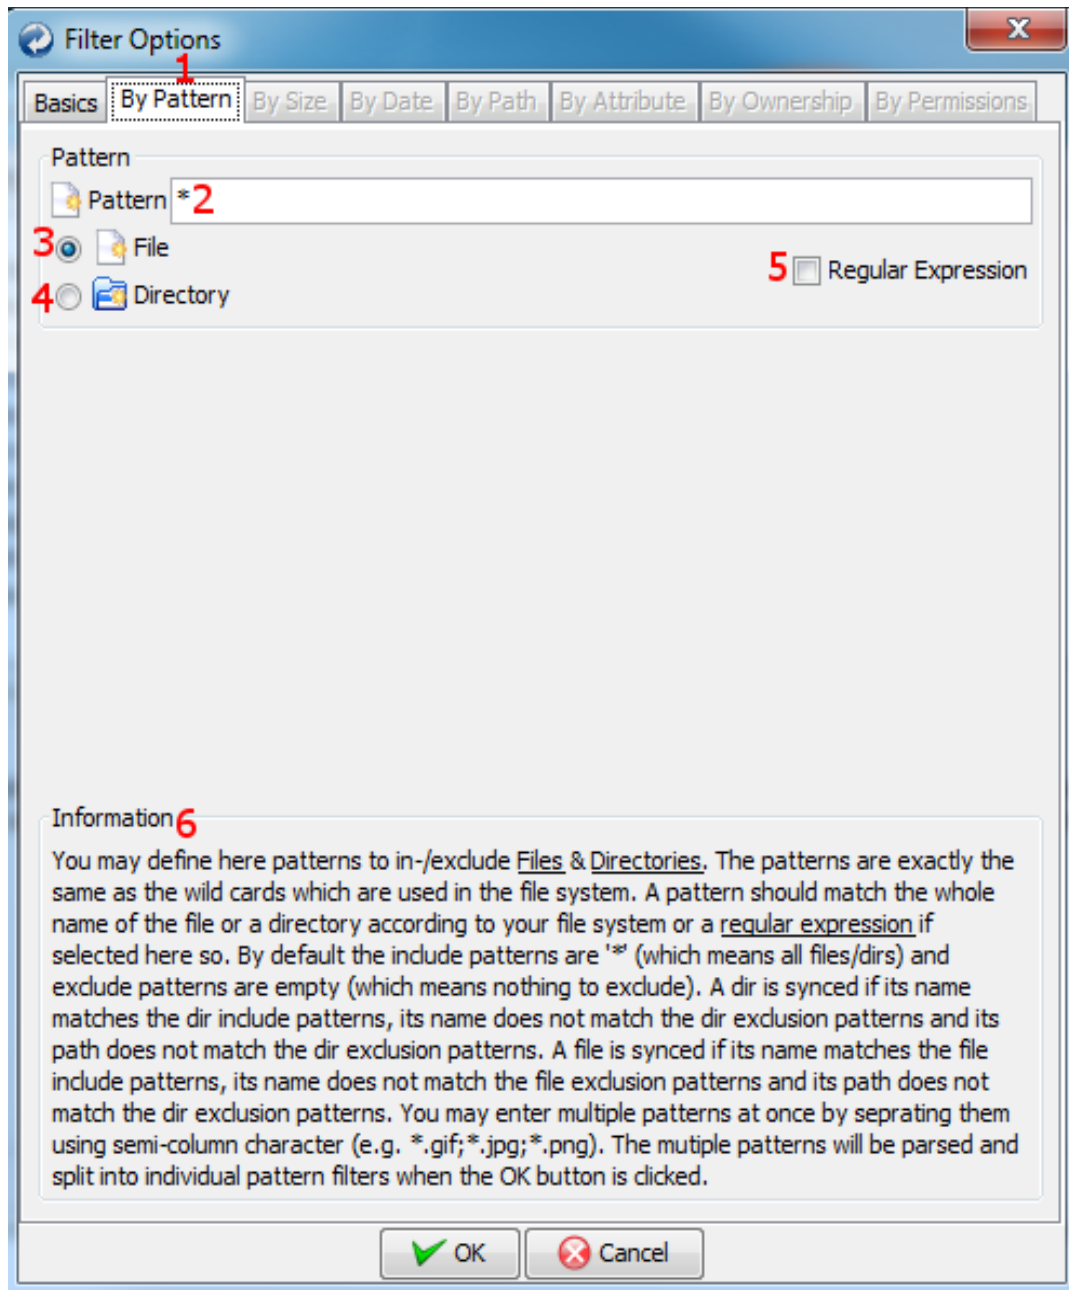 Filter Options
X
1
Basics By Pattern By Size By Date By Path By Attribute By Ownership By Permissions
Pattern
Pattern *2
3 File
5 Regular Expression
4 Directory
Information 6
You may define here patterns to in-/exclude Files & Directories. The patterns are exactly the
same as the wild cards which are used in the file system. A pattern should match the whole
name of the file or a directory according to your file system or a regular expression if
selected here so. By default the include patterns are '*' (which means all files/dirs) and
exclude patterns are empty (which means nothing to exclude). A dir is synced if its name
matches the dir include patterns, its name does not match the dir exclusion patterns and its
path does not match the dir exclusion patterns. A file is synced if its name matches the file
include patterns, its name does not match the file exclusion patterns and its path does not
match the dir exclusion patterns. You may enter multiple patterns at once by seprating them
using semi-column character (e.g. *.gif;*.jpg;*.png). The mutiple patterns will be parsed and
split into individual pattern filters when the OK button is clicked.
OK Cancel